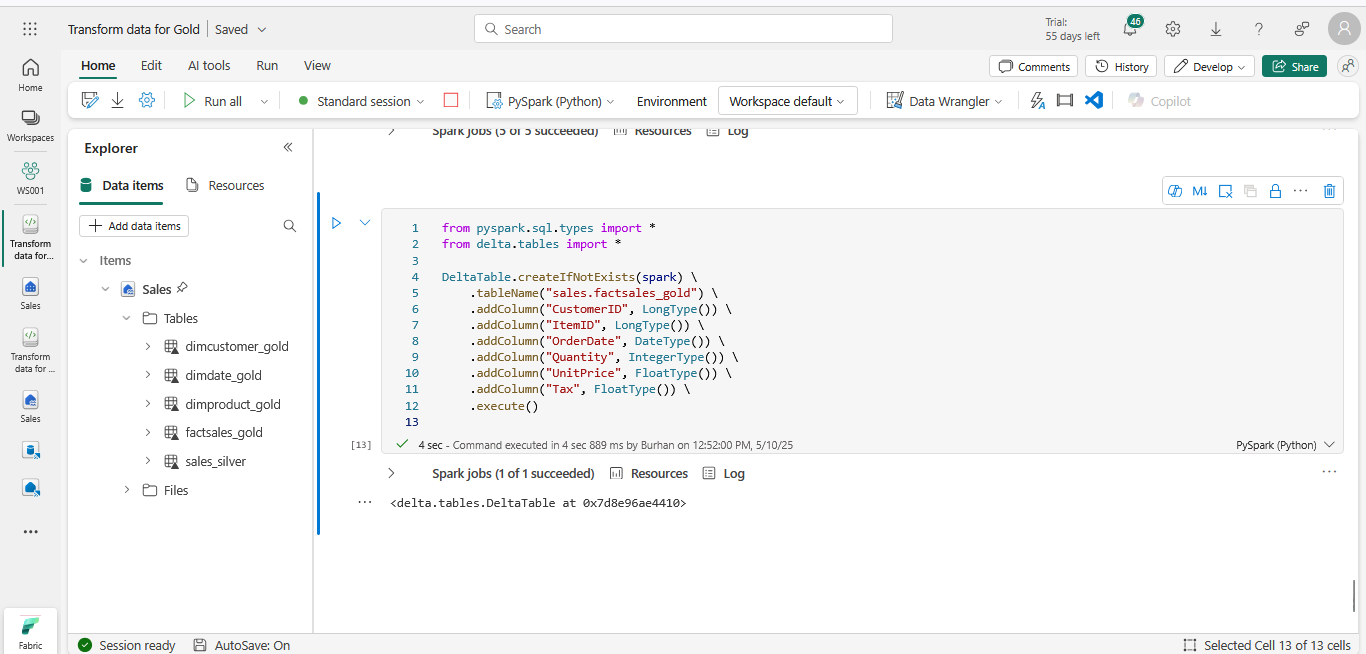 Transform data for Gold Saved
Search
Trial:
55 days left
46
Home Edit AI tools Run View
Comments History Develop Share
Run all Standard session PySpark (Python) Environment Workspace default Data Wrangler Copilot
Home
Workspaces
WS001
Transform
data for...
Sales
Transform
data for ...
Sales
Fabric
Explorer
Data items Resources
Add data items
Items
Sales
Tables
dimcustomer_gold
dimdate_gold
dimproduct_gold
factsales_gold
sales_silver
Files
Spark jobs (5 of 5 succeeded) Resources Log
M↓
1 from pyspark.sql.types import *
2 from delta.tables import *
3
4 DeltaTable.createIfNotExists(spark) \
5 .tableName("sales.factsales_gold") \
6 .addColumn("CustomerID", LongType()) \
7 .addColumn("ItemID", LongType()) \
8 .addColumn("OrderDate", DateType()) \
9 .addColumn("Quantity", IntegerType()) \
10 .addColumn("UnitPrice", FloatType()) \
11 .addColumn("Tax", FloatType()) \
12 .execute()
13
[13] 4 sec - Command executed in 4 sec 889 ms by Burhan on 12:52:00 PM, 5/10/25 PySpark (Python)
Spark jobs (1 of 1 succeeded) Resources Log
<delta.tables.DeltaTable at 0x7d8e96ae4410>
Session ready AutoSave: On Selected Cell 13 of 13 cells